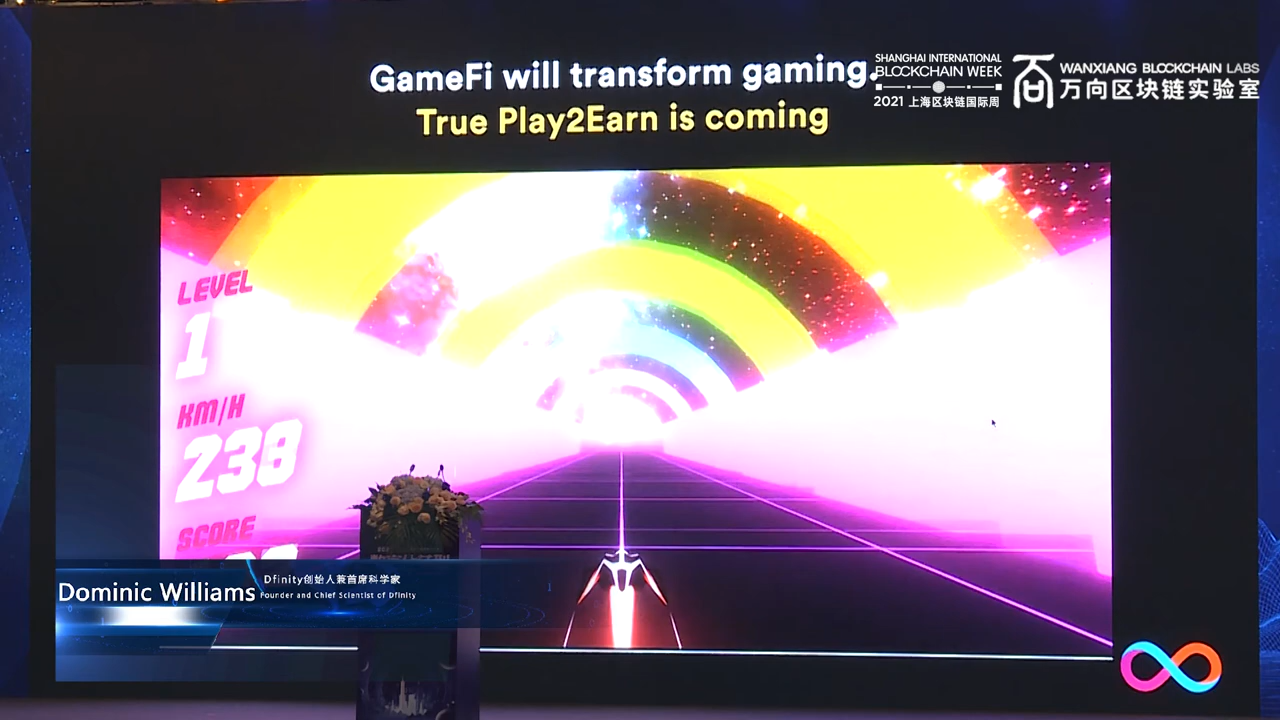 GameFi will transform gaming.
True Play2Earn is coming
SHANGHAI INTERNATIONAL
BLOCKCHAIN WEEK
2021 上海区块链国际周
WANXIANG BLOCKCHAIN LABS
万向区块链实验室
LEVEL
1
KM/H
238
SCORE
Dominic Williams
Dfinity创始人兼首席科学家
Founder and Chief Scientist of Dfinity